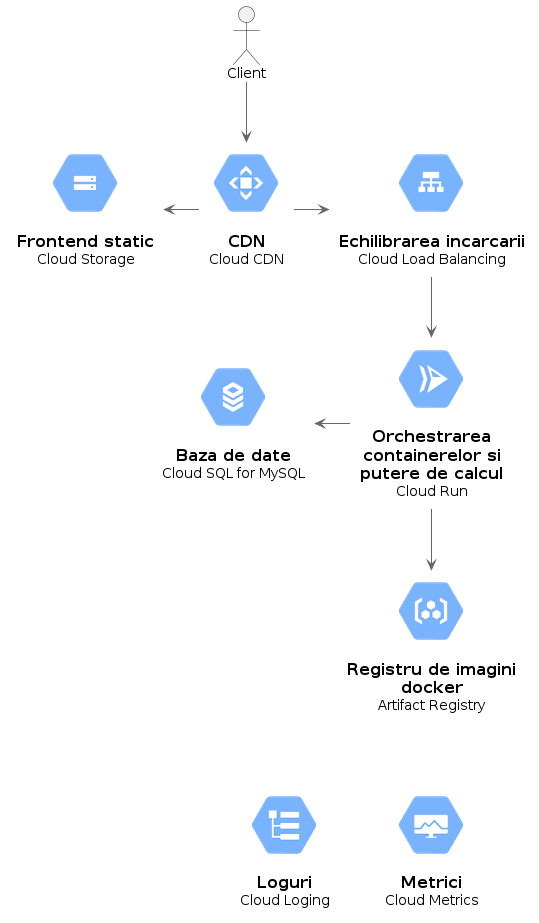 Client
Frontend static
Cloud Storage
CDN
Cloud CDN
Echilibrarea incarcarii
Cloud Load Balancing
Baza de date
Cloud SQL for MySQL
Orchestrarea
containerelor si
putere de calcul
Cloud Run
Registru de imagini
docker
Artifact Registry
Loguri
Cloud Loging
Metrici
Cloud Metrics